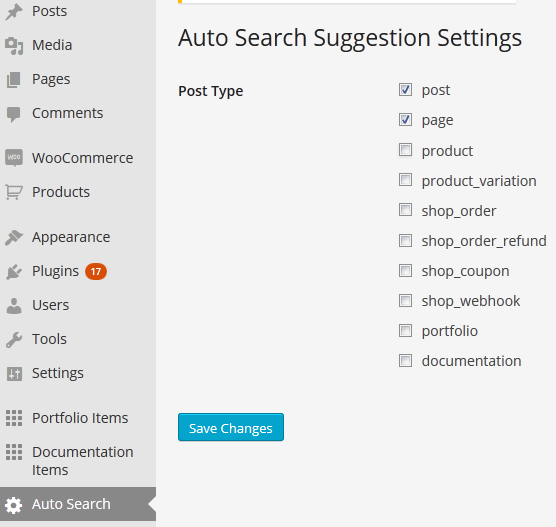 Posts
Media
Pages
Comments
WOO
WooCommerce
Products
Appearance
Plugins 17
Users
Tools
Settings
Portfolio Items
Documentation
Items
Auto Search
Auto Search Suggestion Settings
Post Type
post
page
product
product_variation
shop_order
shop_order_refund
shop_coupon
shop_webhook
portfolio
documentation
Save Changes